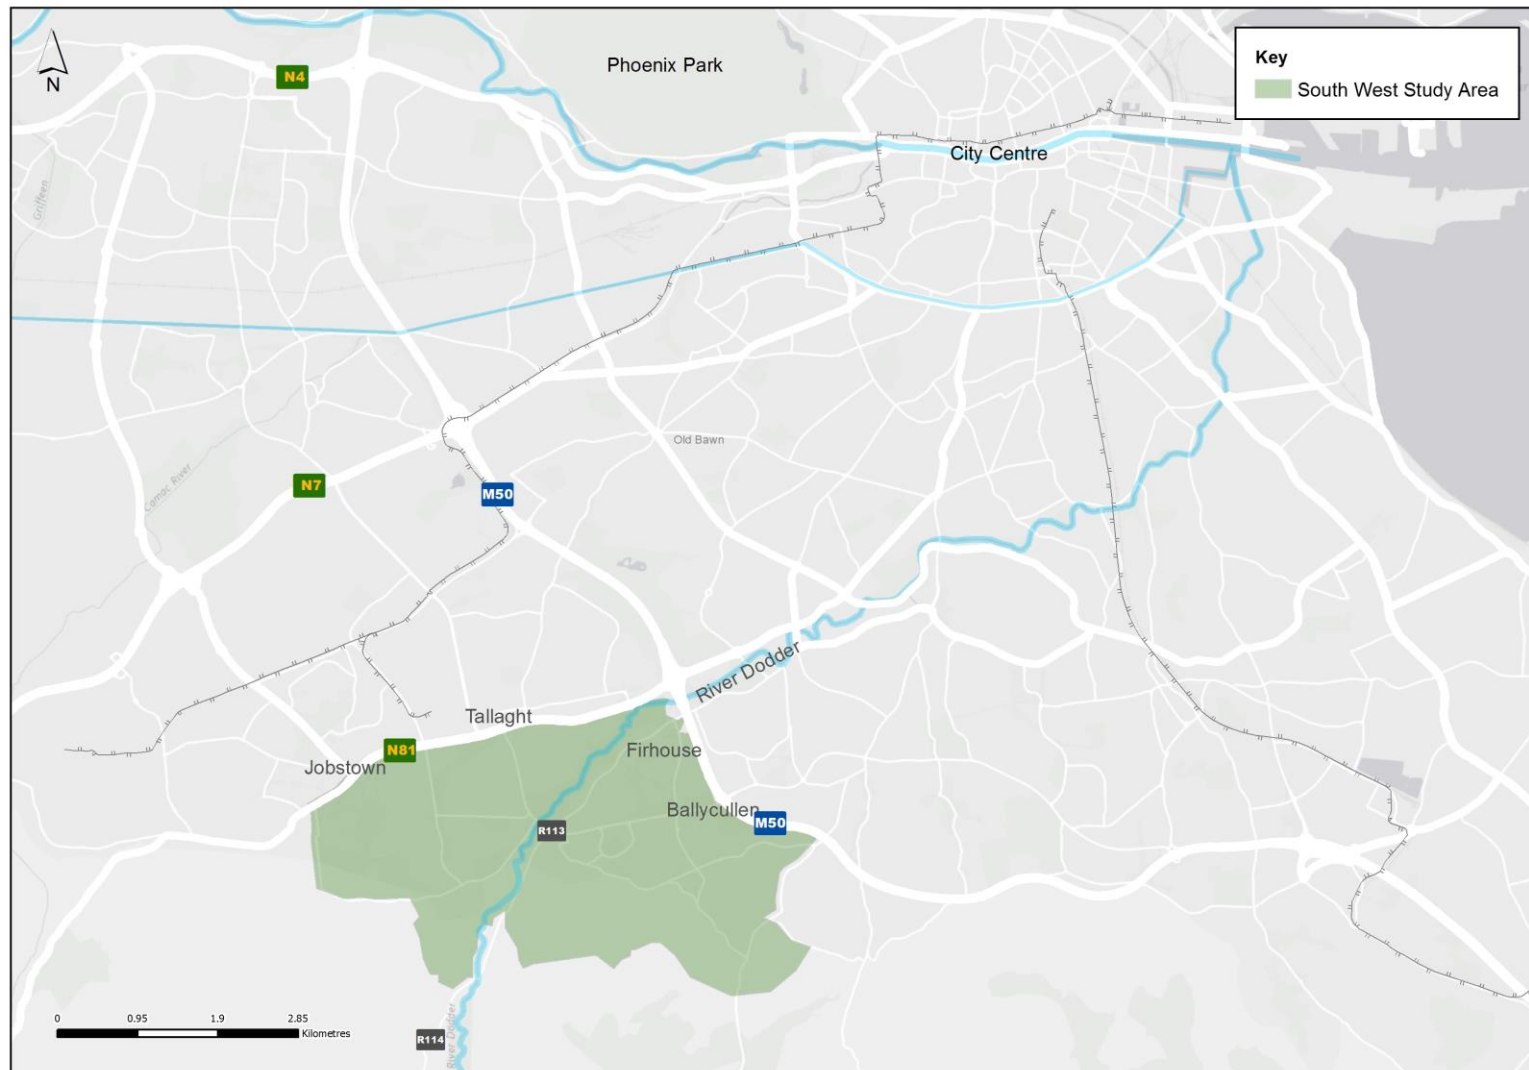 N
N4
Phoenix Park
Key
South West Study Area
City Centre
Griffeen
Old Bawn
Camac River
N7
M50
River Dodder
Tallaght
N81
Firhouse
Jobstown
Ballycullen
M50
R113
River Dodder
R114
0 0.95 1.9 2.85
Kilometres